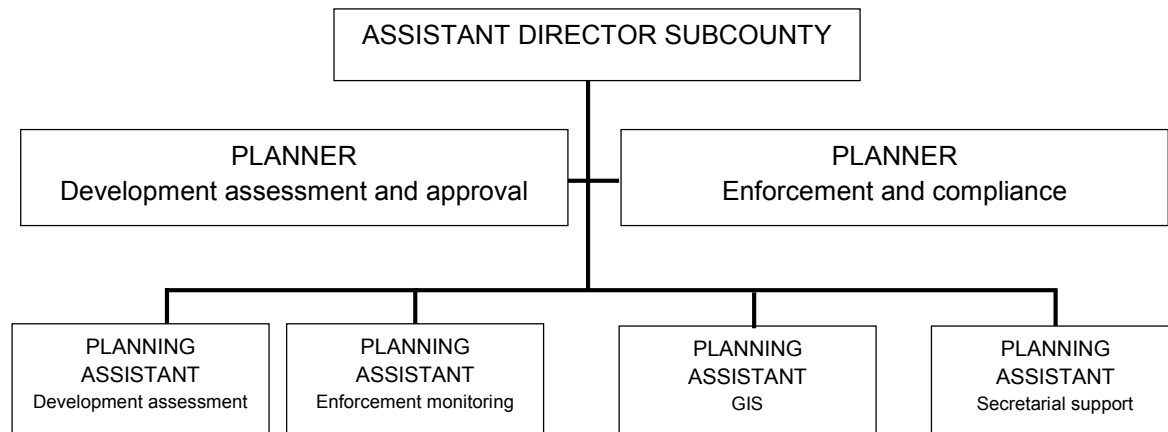 ASSISTANT DIRECTOR SUBCOUNTY
PLANNER
Development assessment and approval
PLANNER
Enforcement and compliance
PLANNING
ASSISTANT
Development assessment
PLANNING
ASSISTANT
Enforcement monitoring
PLANNING
ASSISTANT
GIS
PLANNING
ASSISTANT
Secretarial support